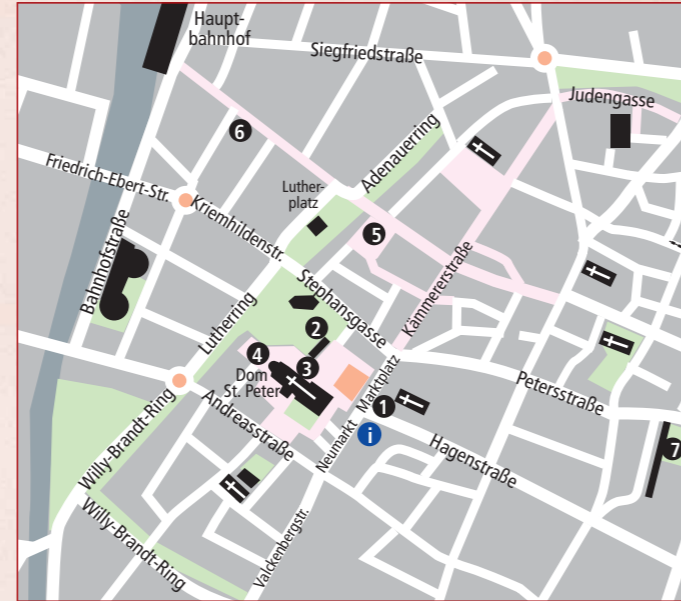 Haupt-
bahnhof
Siegfriedstraße
Judengasse
6
Adenauerring
Friedrich-Ebert-Str.
Luther-
platz
Kriemhildenstr.
5
Bahnhofstraße
Kämmererstraße
Stephansgasse
Lutherring
2
4
3
Dom
St. Peter
Marktplatz
Petersstraße
1
Andreasstraße
Neumarkt
i
Hagenstraße
7
Willy-Brandt-Ring
Willy-Brandt-Ring
Valckenbergstr.